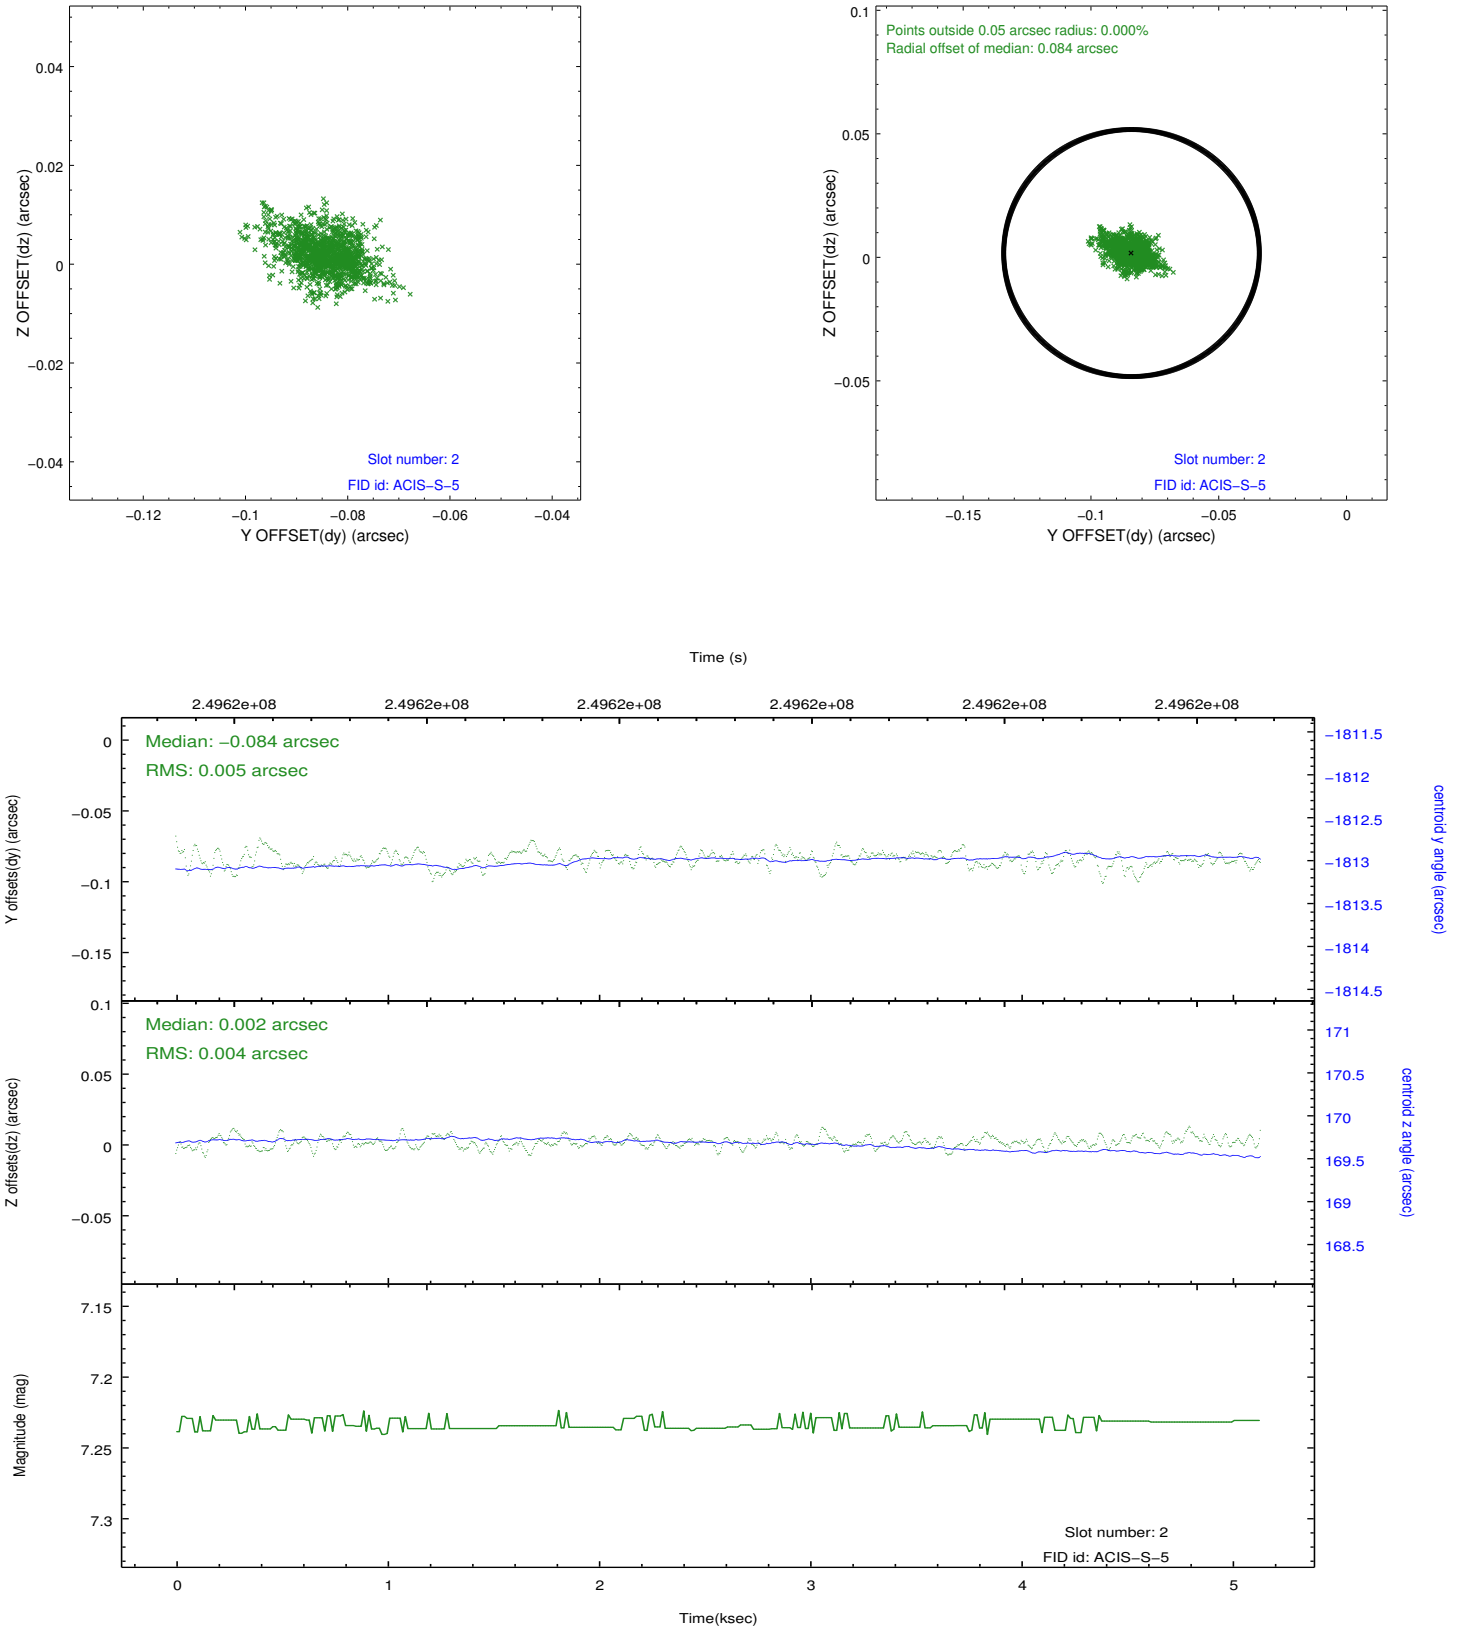 0.04
0.02
0
−0.02
−0.04
Z OFFSET(dz) (arcsec)
Slot number: 2
FID id: ACIS−S−5
−0.12
−0.1
−0.08
−0.06
−0.04
Y OFFSET(dy) (arcsec)
0.1
0.05
0
−0.05
Z OFFSET(dz) (arcsec)
Points outside 0.05 arcsec radius: 0.000%
Radial offset of median: 0.084 arcsec
Slot number: 2
FID id: ACIS−S−5
−0.15
−0.1
−0.05
0
Y OFFSET(dy) (arcsec)
Time (s)
2.4962e+08
2.4962e+08
2.4962e+08
2.4962e+08
2.4962e+08
2.4962e+08
Median: −0.084 arcsec
RMS: 0.005 arcsec
0
−0.05
−0.1
−0.15
Y offsets(dy) (arcsec)
−1811.5
−1812
−1812.5
−1813
−1813.5
−1814
−1814.5
centroid y angle (arcsec)
Median: 0.002 arcsec
RMS: 0.004 arcsec
0.1
0.05
0
−0.05
Z offsets(dz) (arcsec)
171
170.5
170
169.5
169
168.5
centroid z angle (arcsec)
7.15
7.2
7.25
7.3
Magnitude (mag)
Slot number: 2
FID id: ACIS−S−5
0
1
2
3
4
5
Time(ksec)